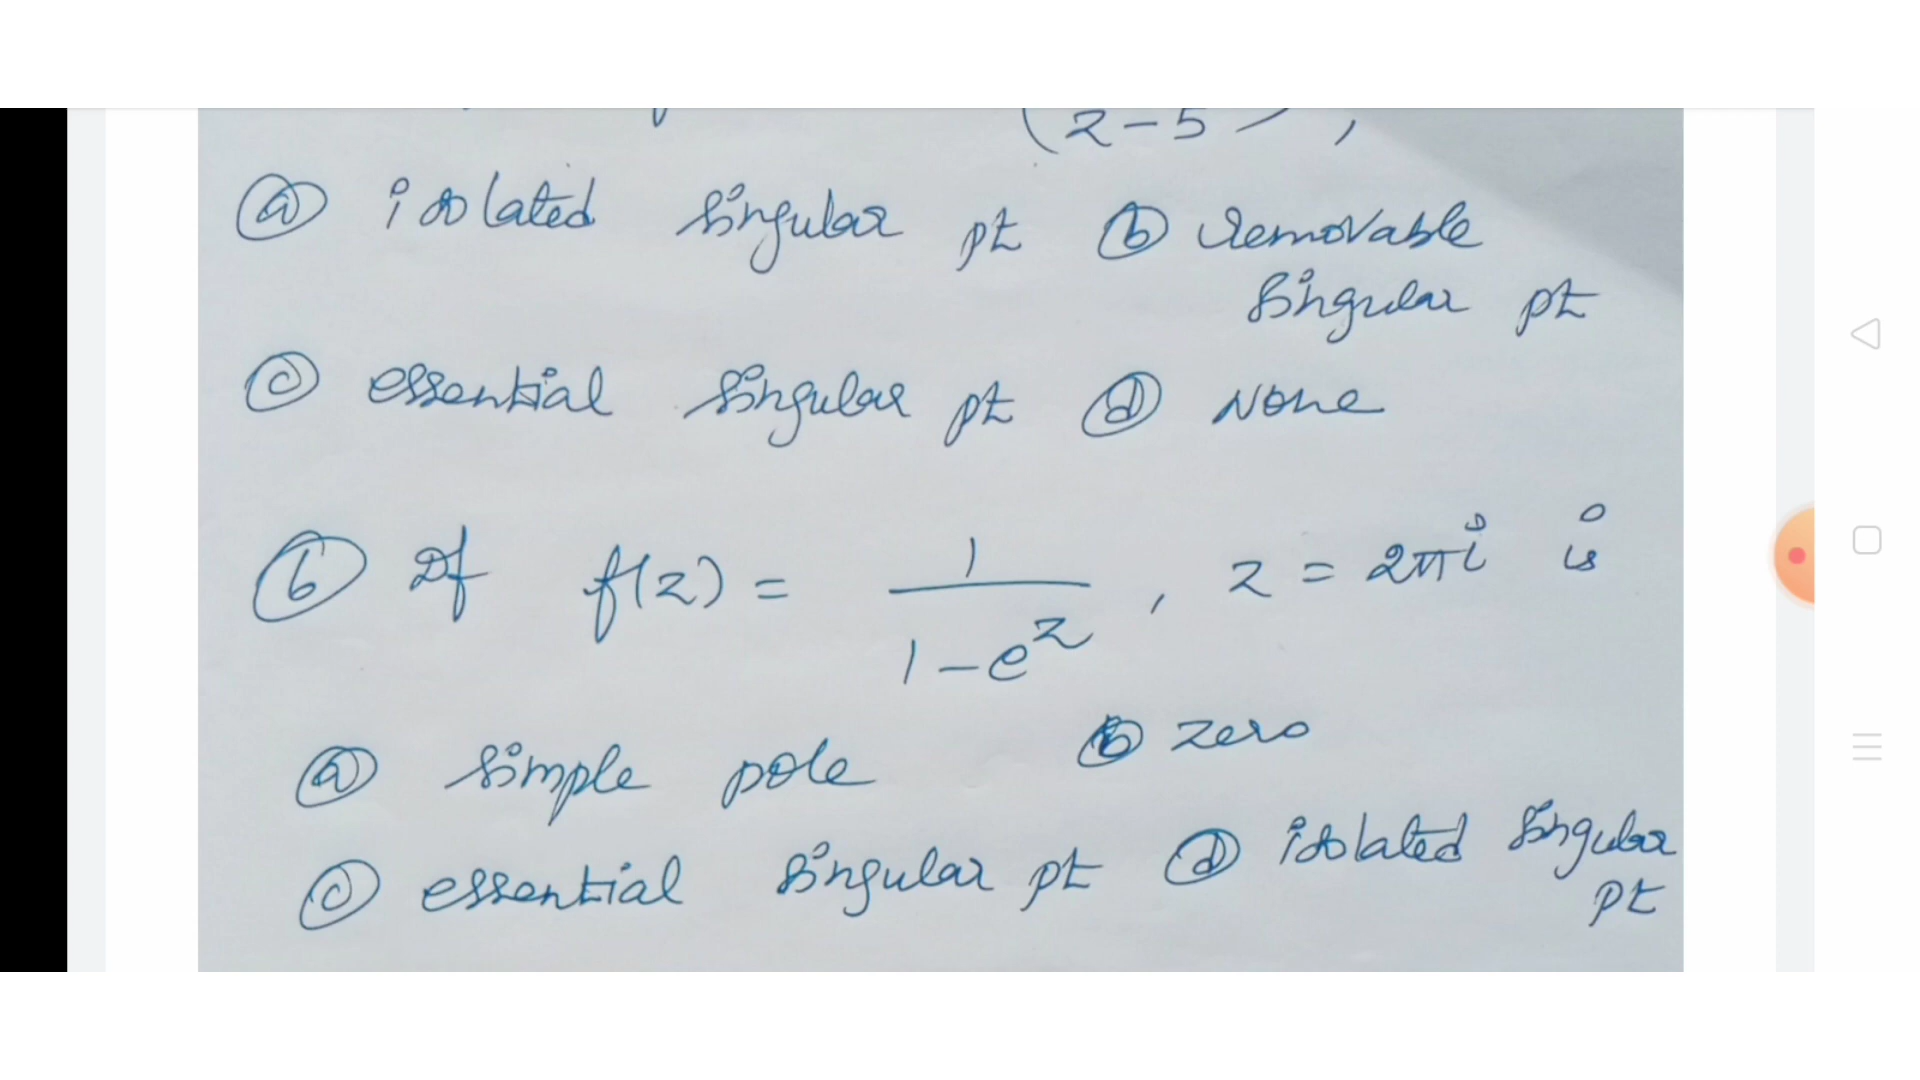 (z-5),
(a) isolated singular pt (b) removable
singular pt
(c) essential singular pt (d) None
(6) If f(z) = 1/(1-e^z), z = 2πi is
(a) simple pole (b) zero
(c) essential singular pt (d) isolated singular
pt